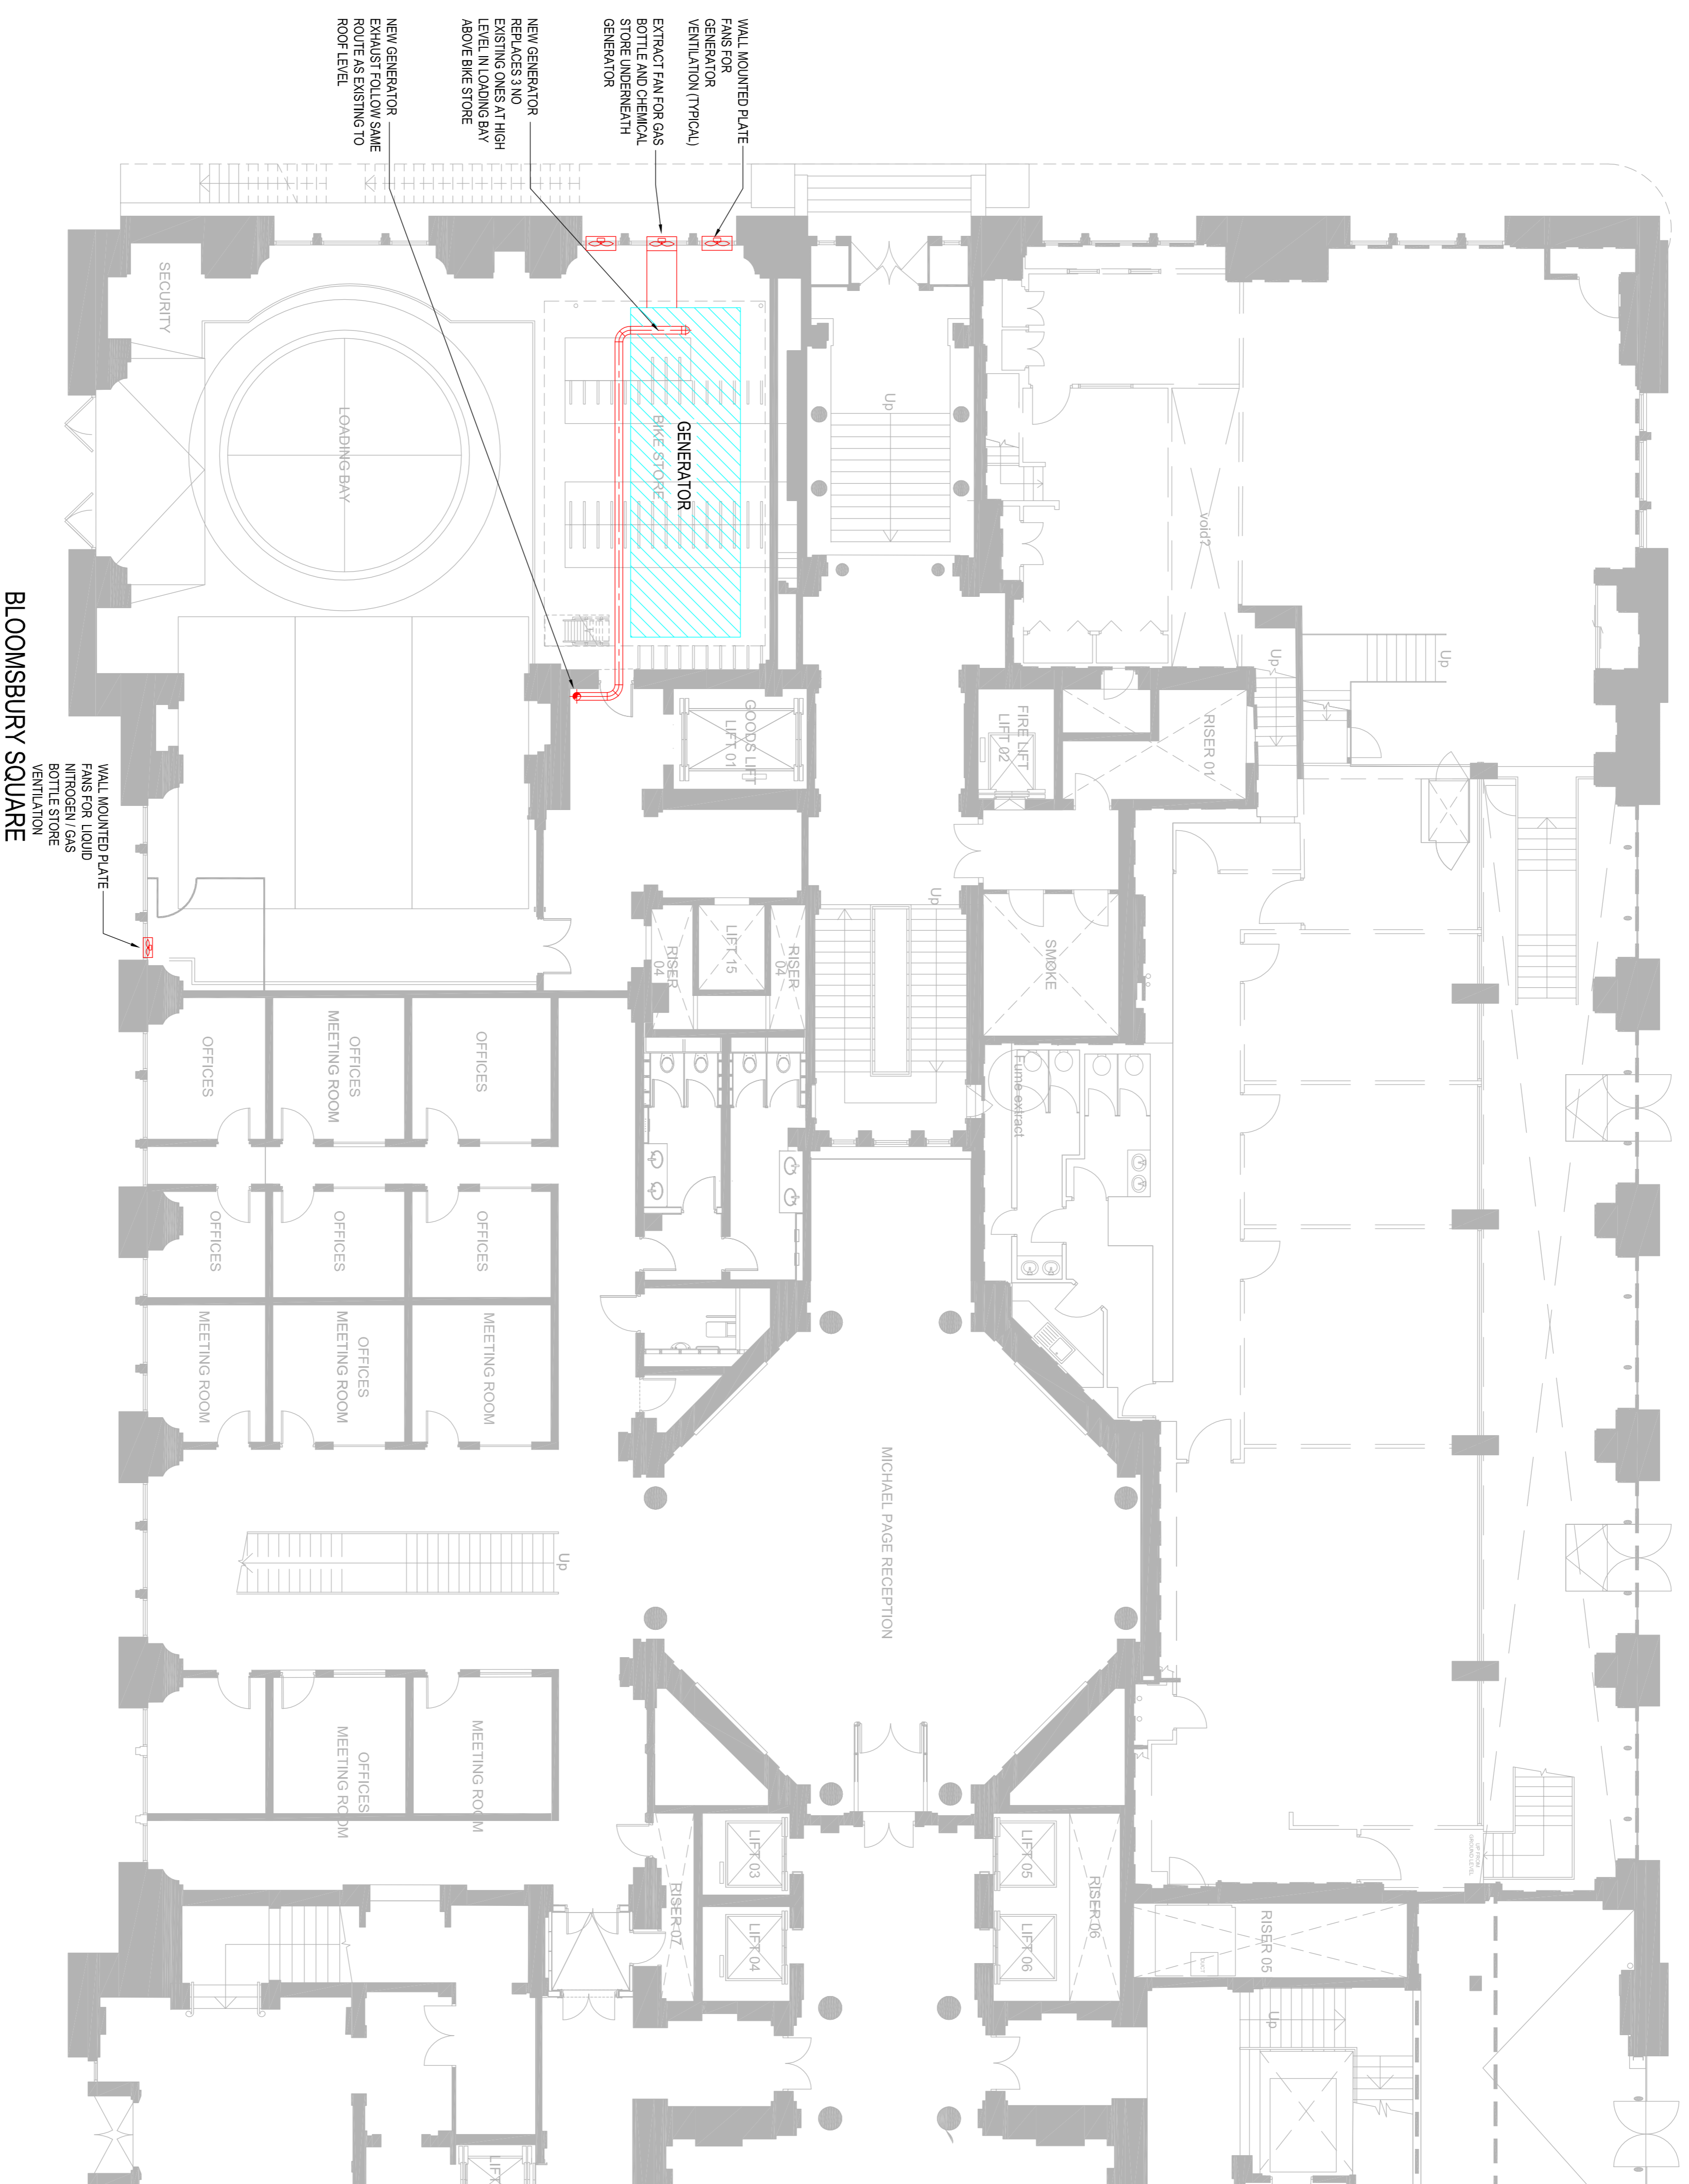 WALL MOUNTED PLATE
FANS FOR
GENERATOR
VENTILATION (TYPICAL)
EXTRACT FAN FOR GAS
BOTTLE AND CHEMICAL
STORE UNDERNEATH
GENERATOR
NEW GENERATOR
REPLACES 3 NO
EXISTING ONES AT HIGH
LEVEL IN LOADING BAY
ABOVE BIKE STORE
NEW GENERATOR
EXHAUST FOLLOW SAME
ROUTE AS EXISTING TO
ROOF LEVEL
SECURITY
LOADING BAY
GENERATOR
BIKE STORE
Up
void?
Up
Up
RISER 01
FIRE LIFT
LIFT 02
GOODS LIFT
LIFT 01
BLOOMSBURY SQUARE
WALL MOUNTED PLATE
FANS FOR LIQUID
NITROGEN / GAS
BOTTLE STORE
VENTILATION
Up
SMOKE
RISER
04
LIFT 15
RISER
04
Fume extract
OFFICES
OFFICES
MEETING ROOM
OFFICES
OFFICES
OFFICES
OFFICES
MEETING ROOM
OFFICES
MEETING ROOM
MEETING ROOM
MICHAEL PAGE RECEPTION
Up
MEETING ROOM
OFFICES
MEETING ROOM
LIFT 03
LIFT 05
UP FROM
GROUND LEVEL
RISER 06
RISER 07
LIFT 04
LIFT 06
RISER 05
DUCT
Up
LIFT